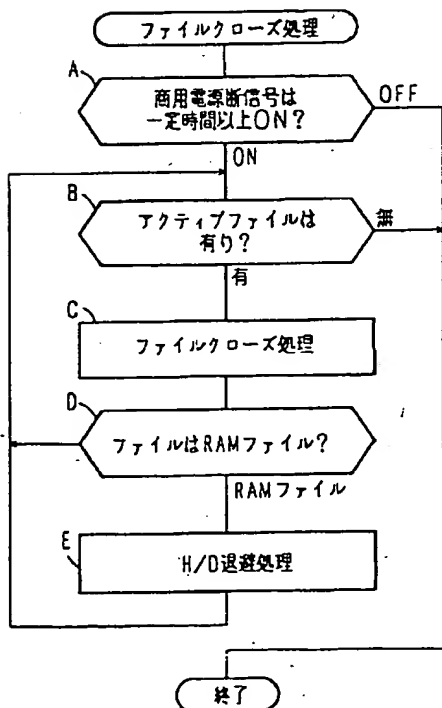 ファイルクローズ処理
A
商用電源断信号は
一定時間以上ON?
OFF
ON
B
アクティブファイルは
有り?
無
有
C
ファイルクローズ処理
D
ファイルはRAMファイル?
RAMファイル
E
H/D退避処理
終了